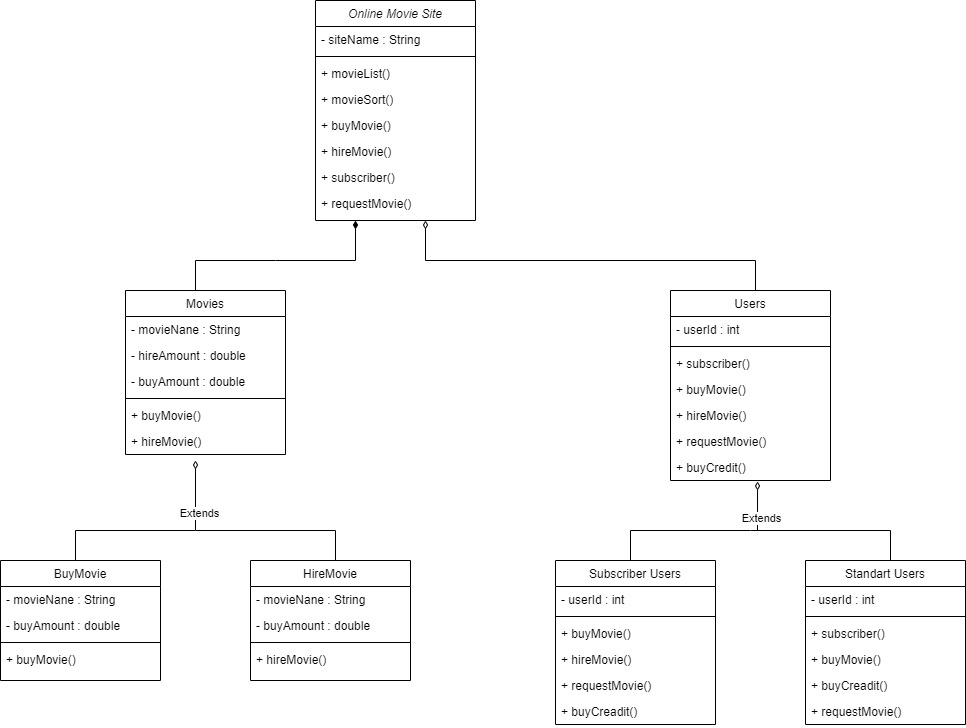 Online Movie Site
- siteName : String
+ movieList()
+ movieSort()
+ buyMovie()
+ hireMovie()
+ subscriber()
+ requestMovie()
Movies
- movieNane : String
- hireAmount : double
- buyAmount : double
+ buyMovie()
+ hireMovie()
Users
- userId : int
+ subscriber()
+ buyMovie()
+ hireMovie()
+ requestMovie()
+ buyCredit()
Extends
Extends
BuyMovie
- movieNane : String
- buyAmount : double
+ buyMovie()
HireMovie
- movieNane : String
- buyAmount : double
+ hireMovie()
Subscriber Users
- userId : int
+ buyMovie()
+ hireMovie()
+ requestMovie()
+ buyCreadit()
Standart Users
- userId : int
+ subscriber()
+ buyMovie()
+ buyCreadit()
+ requestMovie()